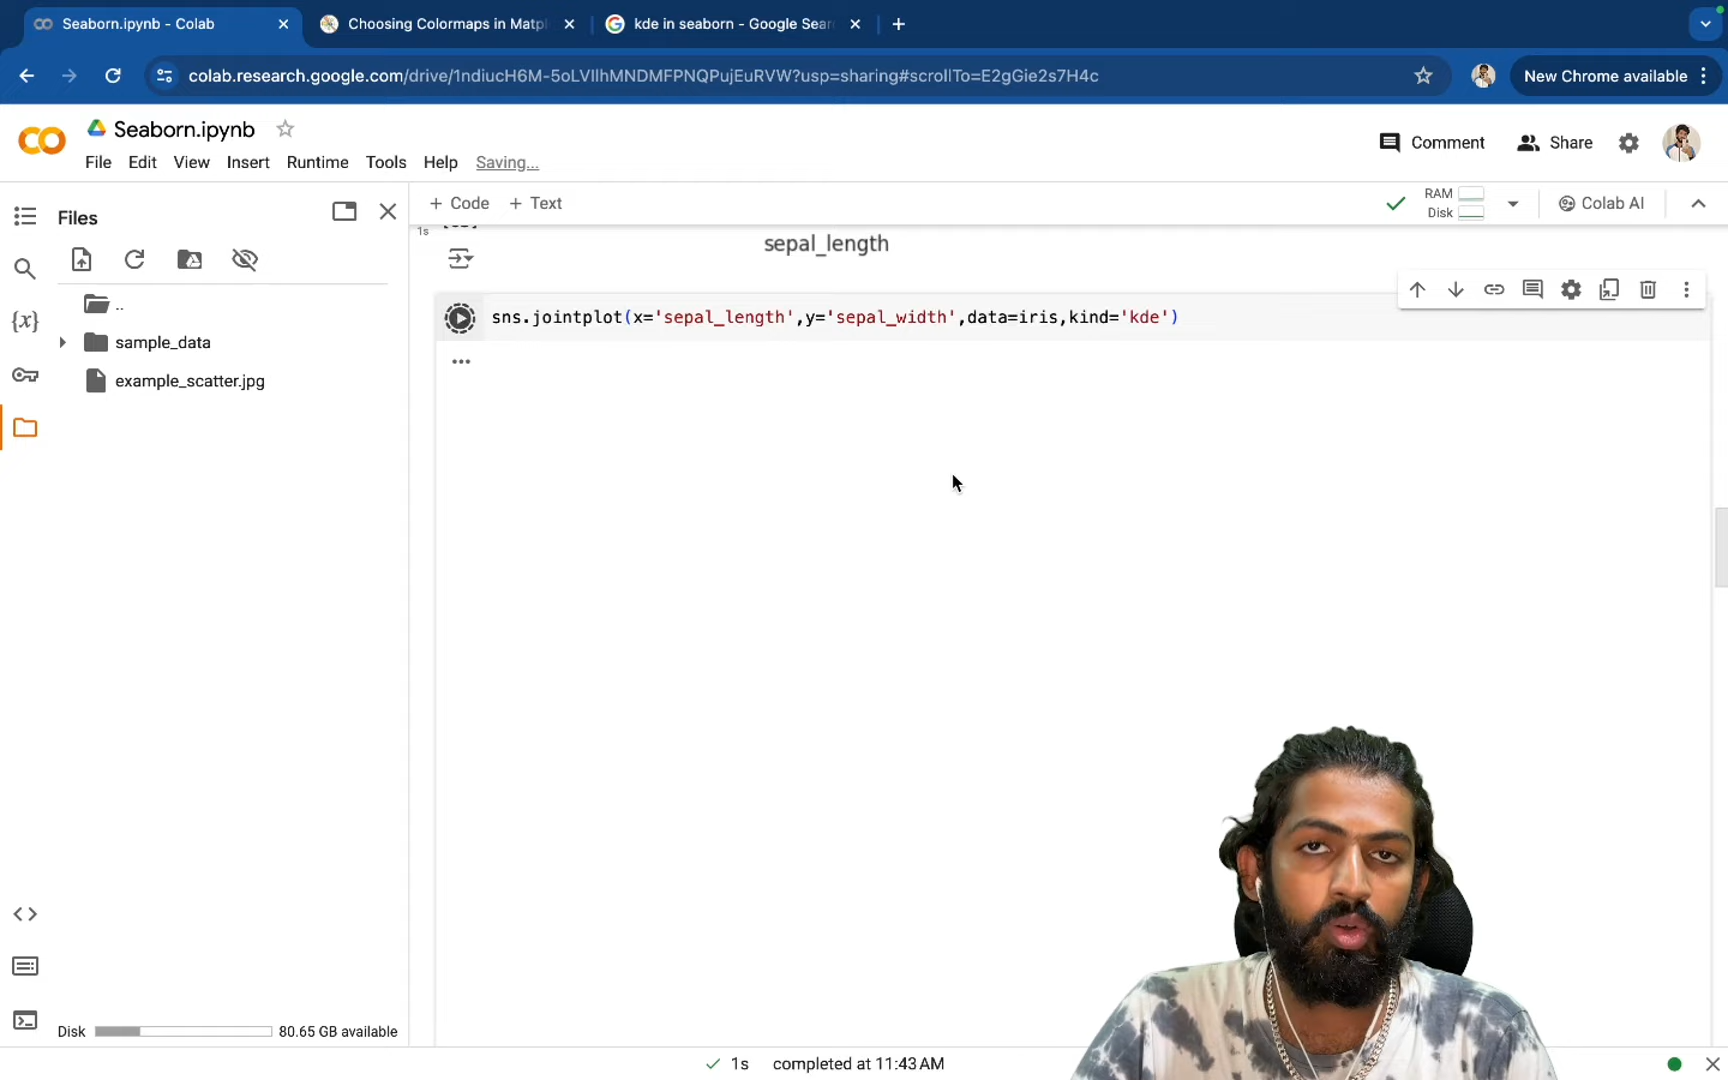 Seaborn.ipynb - Colab
Choosing Colormaps in Matpl
kde in seaborn - Google Sear
colab.research.google.com/drive/1ndiucH6M-5oLVIlhMNDMFPNQPujEuRVW?usp=sharing#scrollTo=E2gGie2s7H4c
New Chrome available
Seaborn.ipynb
File Edit View Insert Runtime Tools Help Saving...
Comment
Share
Files
+ Code + Text
RAM
Disk
Colab AI
1s
sepal_length
..
sample_data
example_scatter.jpg
{x}
sns.jointplot(x='sepal_length',y='sepal_width',data=iris,kind='kde')
Disk 80.65 GB available
1s completed at 11:43 AM